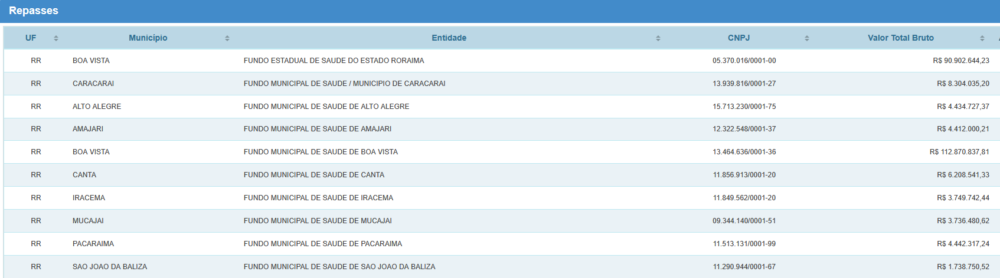 Repasses
UF Município Entidade CNPJ Valor Total Bruto
RR BOA VISTA FUNDO ESTADUAL DE SAUDE DO ESTADO RORAIMA 05.370.016/0001-00 R$ 90.902.644,23
RR CARACARAI FUNDO MUNICIPAL DE SAUDE / MUNICIPIO DE CARACARAI 13.939.816/0001-27 R$ 8.304.035,20
RR ALTO ALEGRE FUNDO MUNICIPAL DE SAUDE DE ALTO ALEGRE 15.713.230/0001-75 R$ 4.434.727,37
RR AMAJARI FUNDO MUNICIPAL DE SAUDE DE AMAJARI 12.322.548/0001-37 R$ 4.412.000,21
RR BOA VISTA FUNDO MUNICIPAL DE SAUDE DE BOA VISTA 13.464.636/0001-36 R$ 112.870.837,81
RR CANTA FUNDO MUNICIPAL DE SAUDE DE CANTA 11.856.913/0001-20 R$ 6.208.541,33
RR IRACEMA FUNDO MUNICIPAL DE SAUDE DE IRACEMA 11.849.562/0001-20 R$ 3.749.742,44
RR MUCAJAI FUNDO MUNICIPAL DE SAUDE DE MUCAJAI 09.344.140/0001-51 R$ 3.736.480,62
RR PACARAIMA FUNDO MUNICIPAL DE SAUDE DE PACARAIMA 11.513.131/0001-99 R$ 4.442.317,24
RR SAO JOAO DA BALIZA FUNDO MUNICIPAL DE SAUDE DE SAO JOAO DA BALIZA 11.290.944/0001-67 R$ 1.738.750,52